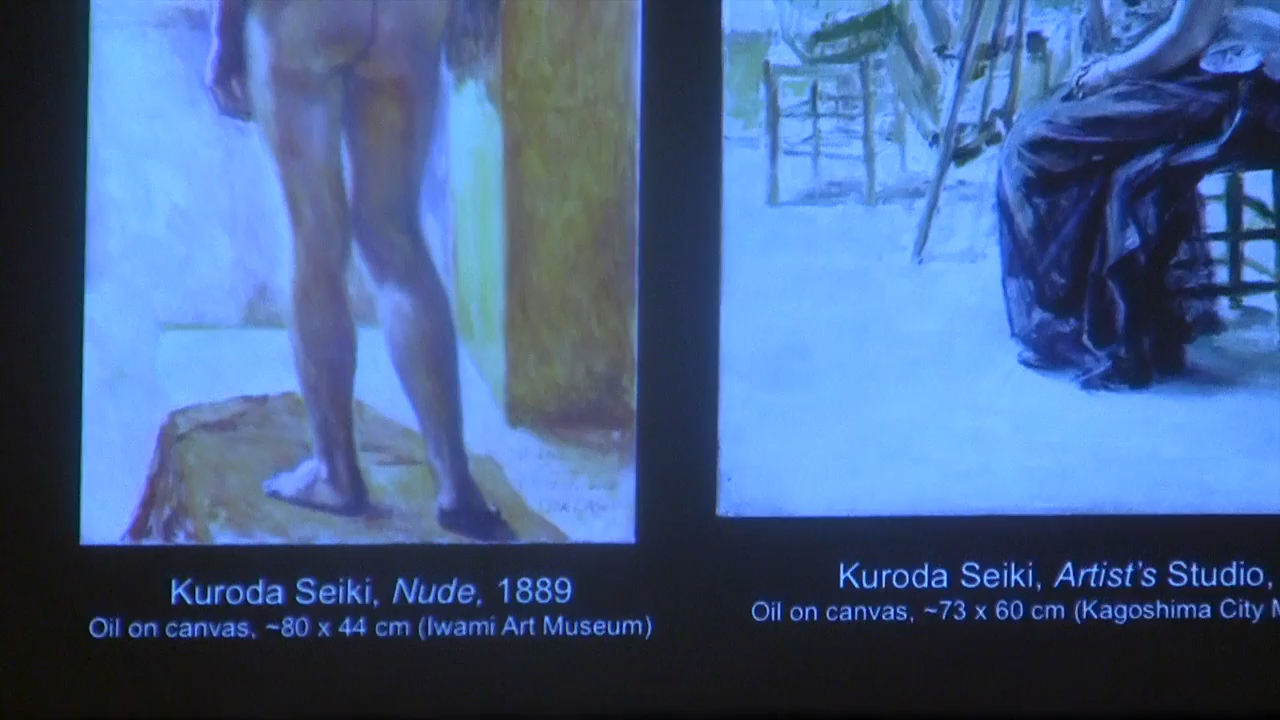 Kuroda Seiki, Nude, 1889
Oil on canvas, ~80 x 44 cm (Iwami Art Museum)
Kuroda Seiki, Artist's Studio,
Oil on canvas, ~73 x 60 cm (Kagoshima City